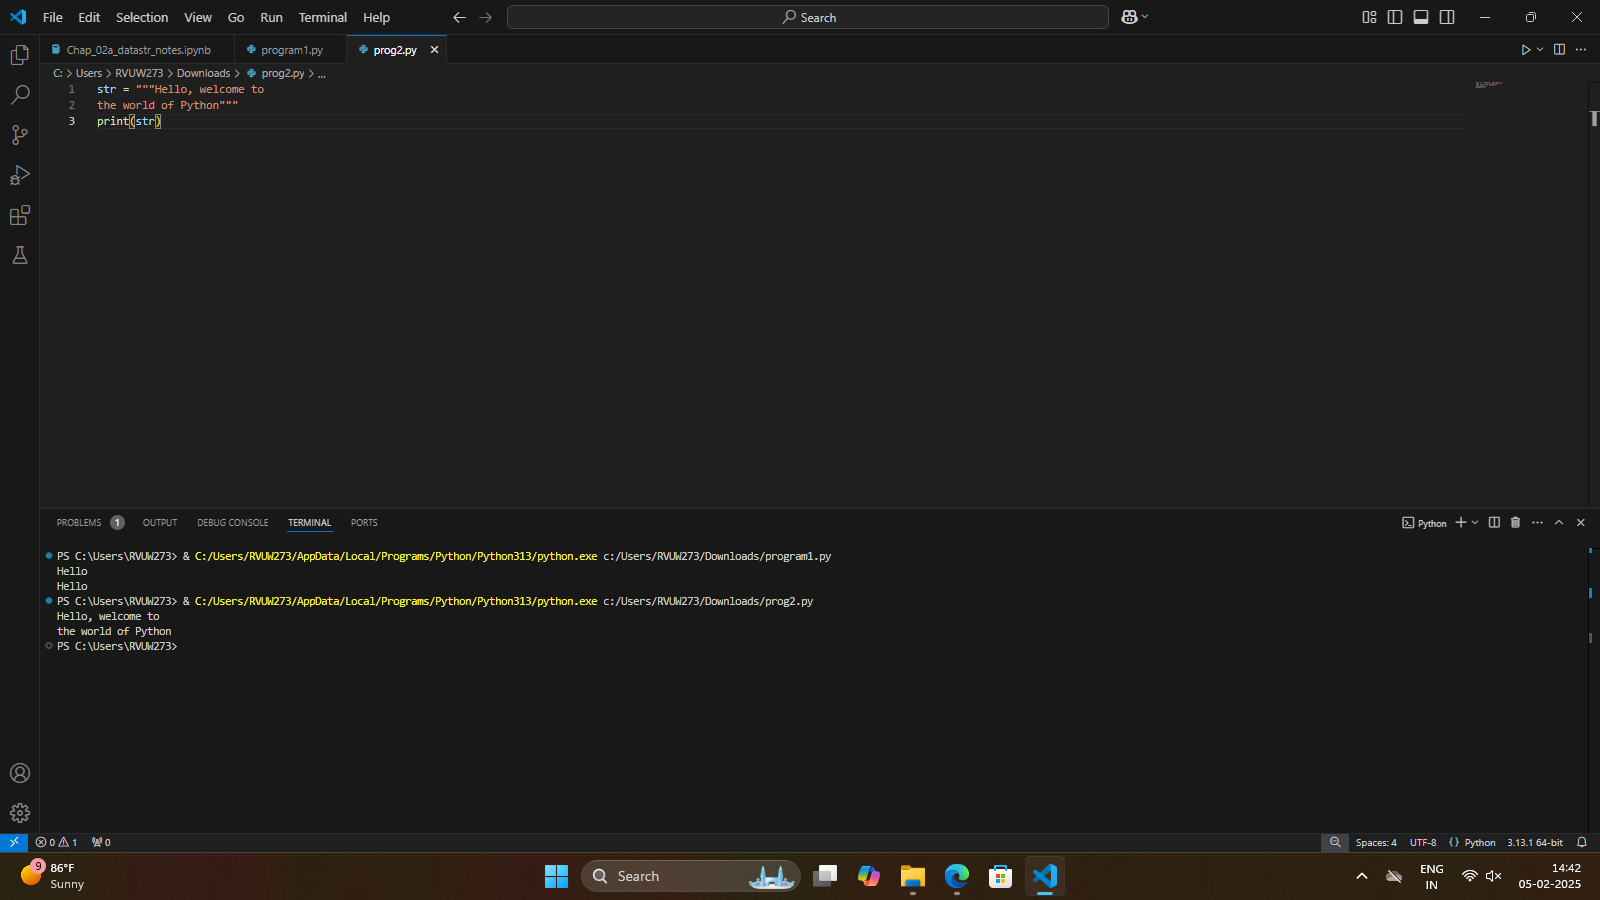 File Edit Selection View Go Run Terminal Help
Search
Chap_02a_datastr_notes.ipynb
program1.py
prog2.py
C: > Users > RVUW273 > Downloads > prog2.py > ...
1 str = """Hello, welcome to
2 the world of Python"""
3 print(str)
PROBLEMS 1 OUTPUT DEBUG CONSOLE TERMINAL PORTS
Python
PS C:\Users\RVUW273> & C:/Users/RVUW273/AppData/Local/Programs/Python/Python313/python.exe c:/Users/RVUW273/Downloads/program1.py
Hello
Hello
PS C:\Users\RVUW273> & C:/Users/RVUW273/AppData/Local/Programs/Python/Python313/python.exe c:/Users/RVUW273/Downloads/prog2.py
Hello, welcome to
the world of Python
PS C:\Users\RVUW273>
0 1 0
Spaces: 4 UTF-8 {} Python 3.13.1 64-bit
9
86°F
Sunny
Search
ENG
IN
14:42
05-02-2025